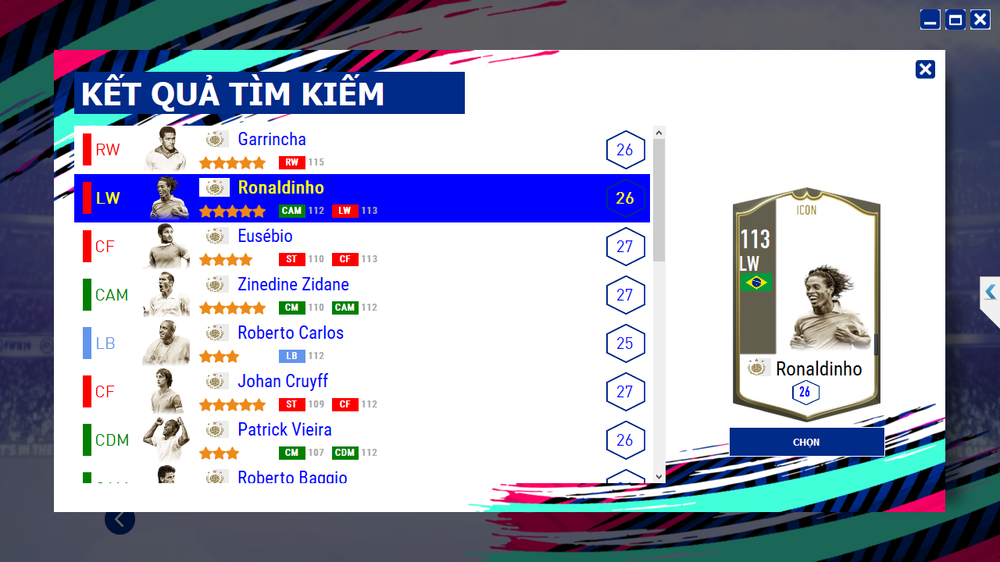 KẾT QUẢ TÌM KIẾM
RW Garrincha 26
RW 115
LW Ronaldinho 26
CAM 112 LW 113
CF Eusébio 27
ST 110 CF 113
CAM Zinedine Zidane 27
CM 110 CAM 112
LB Roberto Carlos 25
LB 112
CF Johan Cruyff 27
ST 109 CF 112
CDM Patrick Vieira 26
CM 107 CDM 112
Roberto Baggio
ICON
113
LW
Ronaldinho
26
CHỌN